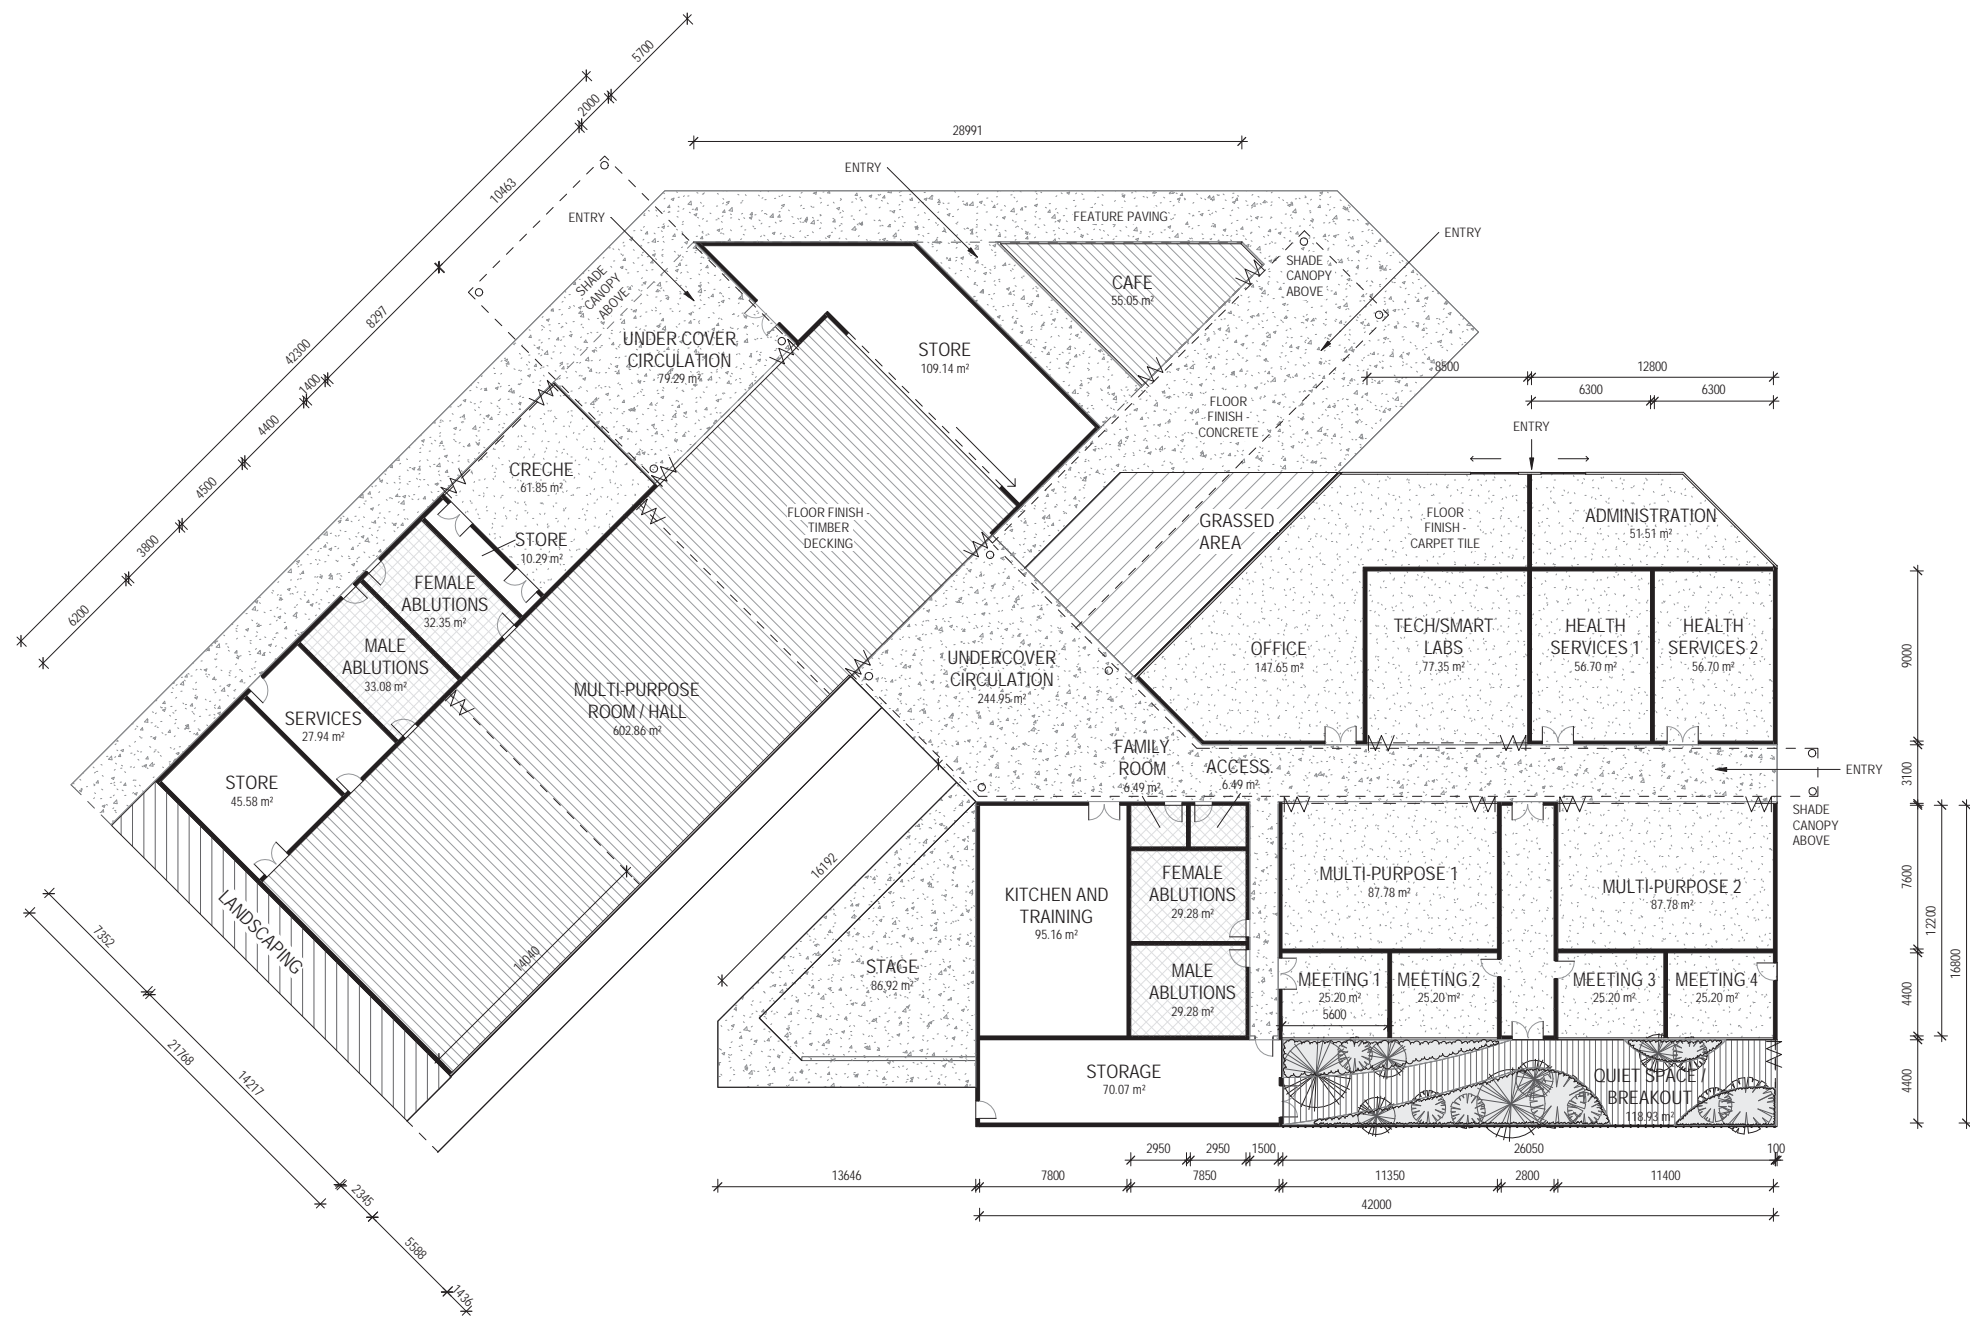 5700
2000
10463
42300
8297
1400
4400
4500
3800
6200
28991
ENTRY
FEATURE PAVING
ENTRY
ENTRY
SHADE
CANOPY
ABOVE
SHADE
CANOPY
ABOVE
CAFE
55.05 m²
UNDER COVER
CIRCULATION
79.29 m²
STORE
109.14 m²
FLOOR
FINISH -
CONCRETE
8500
12800
6300
6300
ENTRY
CRECHE
61.85 m²
STORE
10.29 m²
FLOOR FINISH -
TIMBER
DECKING
GRASSED
AREA
FLOOR
FINISH -
CARPET TILE
ADMINISTRATION
51.51 m²
FEMALE
ABLUTIONS
32.35 m²
MALE
ABLUTIONS
33.08 m²
SERVICES
27.94 m²
STORE
45.58 m²
MULTI-PURPOSE
ROOM / HALL
602.86 m²
UNDERCOVER
CIRCULATION
244.95 m²
OFFICE
147.65 m²
TECH/SMART
LABS
77.35 m²
HEALTH
SERVICES 1
56.70 m²
HEALTH
SERVICES 2
56.70 m²
9000
3100
FAMILY
ROOM
6.49 m²
ACCESS
6.49 m²
ENTRY
SHADE
CANOPY
ABOVE
LANDSCAPING
14040
16192
STAGE
86.92 m²
KITCHEN AND
TRAINING
95.16 m²
FEMALE
ABLUTIONS
29.28 m²
MALE
ABLUTIONS
29.28 m²
MULTI-PURPOSE 1
87.78 m²
MULTI-PURPOSE 2
87.78 m²
7600
12200
16800
MEETING 1
25.20 m²
5600
MEETING 2
25.20 m²
MEETING 3
25.20 m²
MEETING 4
25.20 m²
4400
STORAGE
70.07 m²
QUIET SPACE /
BREAKOUT
118.93 m²
4400
7352
21768
14217
2345
5588
1436
2950
2950
1500
26050
100
13646
7800
7850
11350
2800
11400
42000